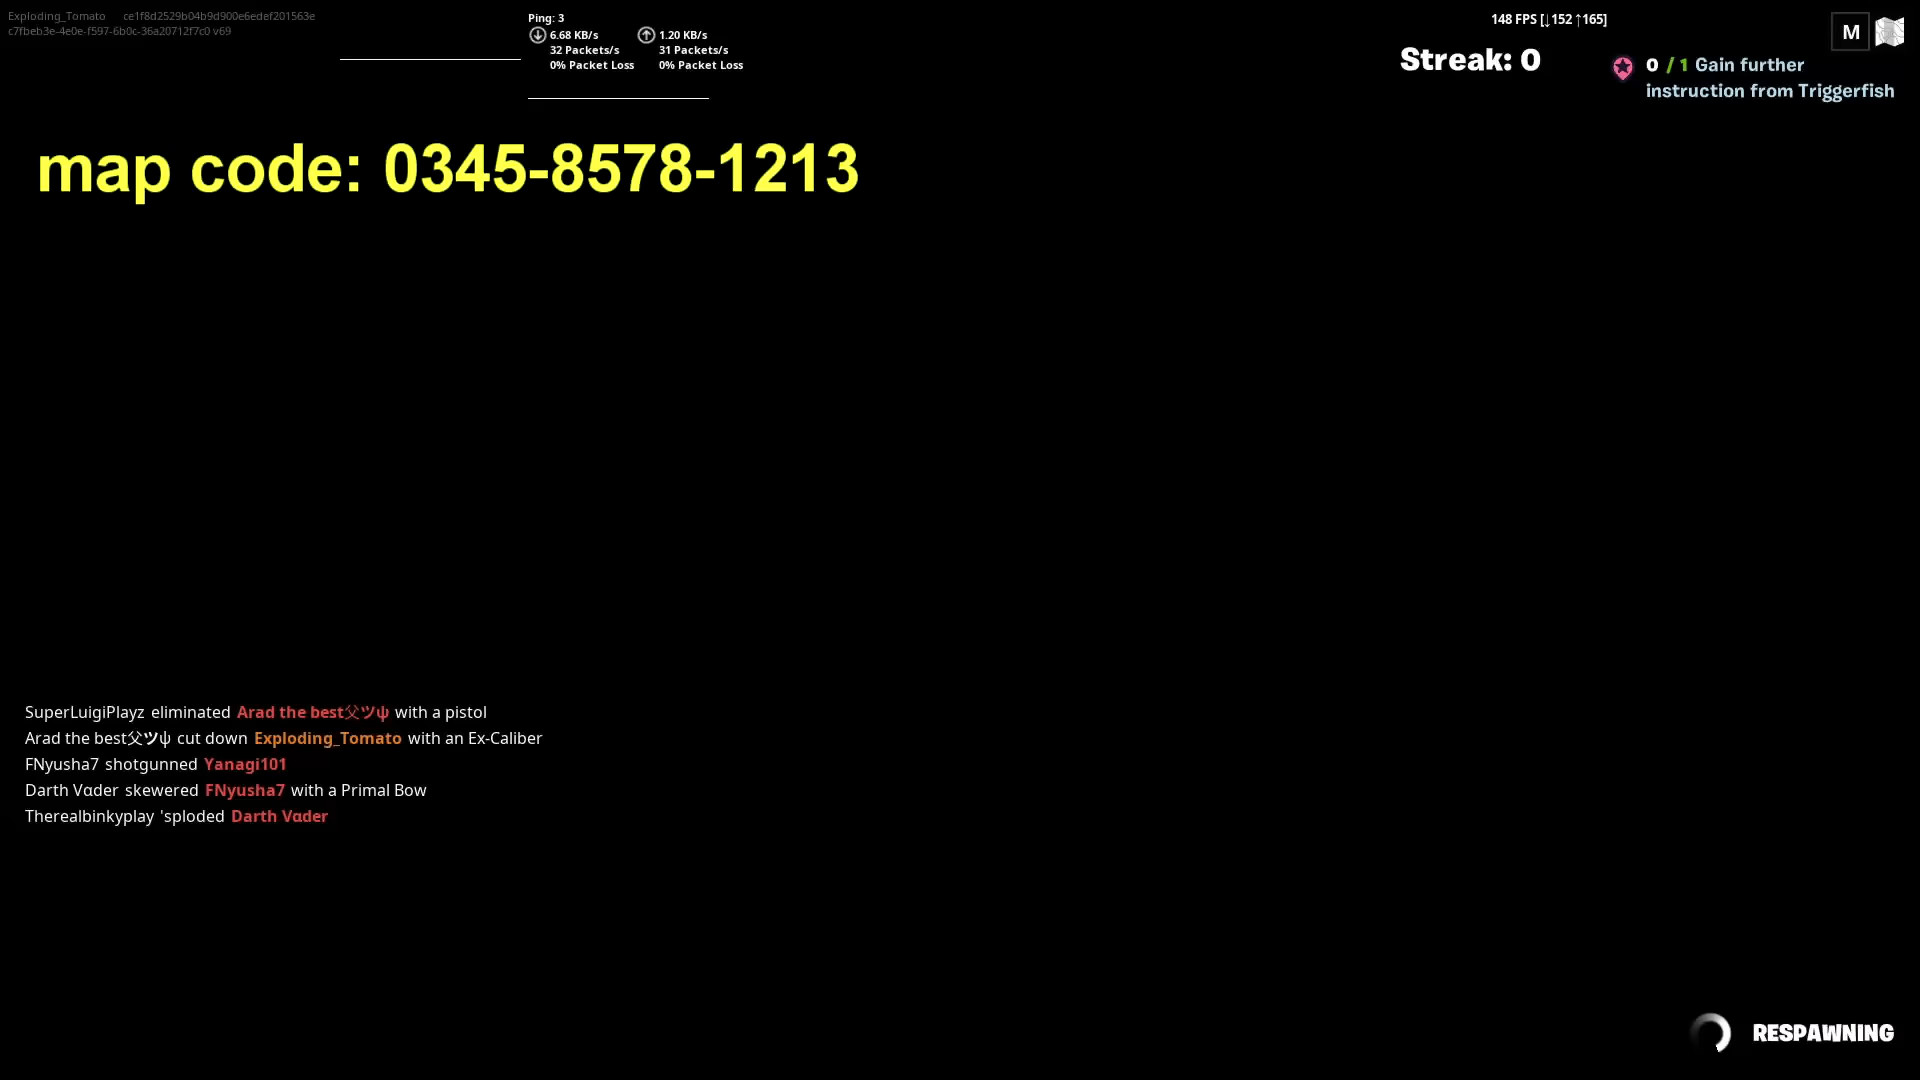 Exploding_Tomato ce1f8d2529b04b9d900e6edef201563e
c7fbeb3e-4e0e-f597-6b0c-36a20712f7c0 v69
Ping: 3
6.68 KB/s 1.20 KB/s
32 Packets/s 31 Packets/s
0% Packet Loss 0% Packet Loss
148 FPS [↓152 ↑165]
M
Streak: 0
0 / 1 Gain further
instruction from Triggerfish
map code: 0345-8578-1213
SuperLuigiPlayz eliminated Arad the best父ツψ with a pistol
Arad the best父ツψ cut down Exploding_Tomato with an Ex-Caliber
FNyusha7 shotgunned Yanagi101
Darth Vαder skewered FNyusha7 with a Primal Bow
Therealbinkyplay 'sploded Darth Vαder
RESPAWNING